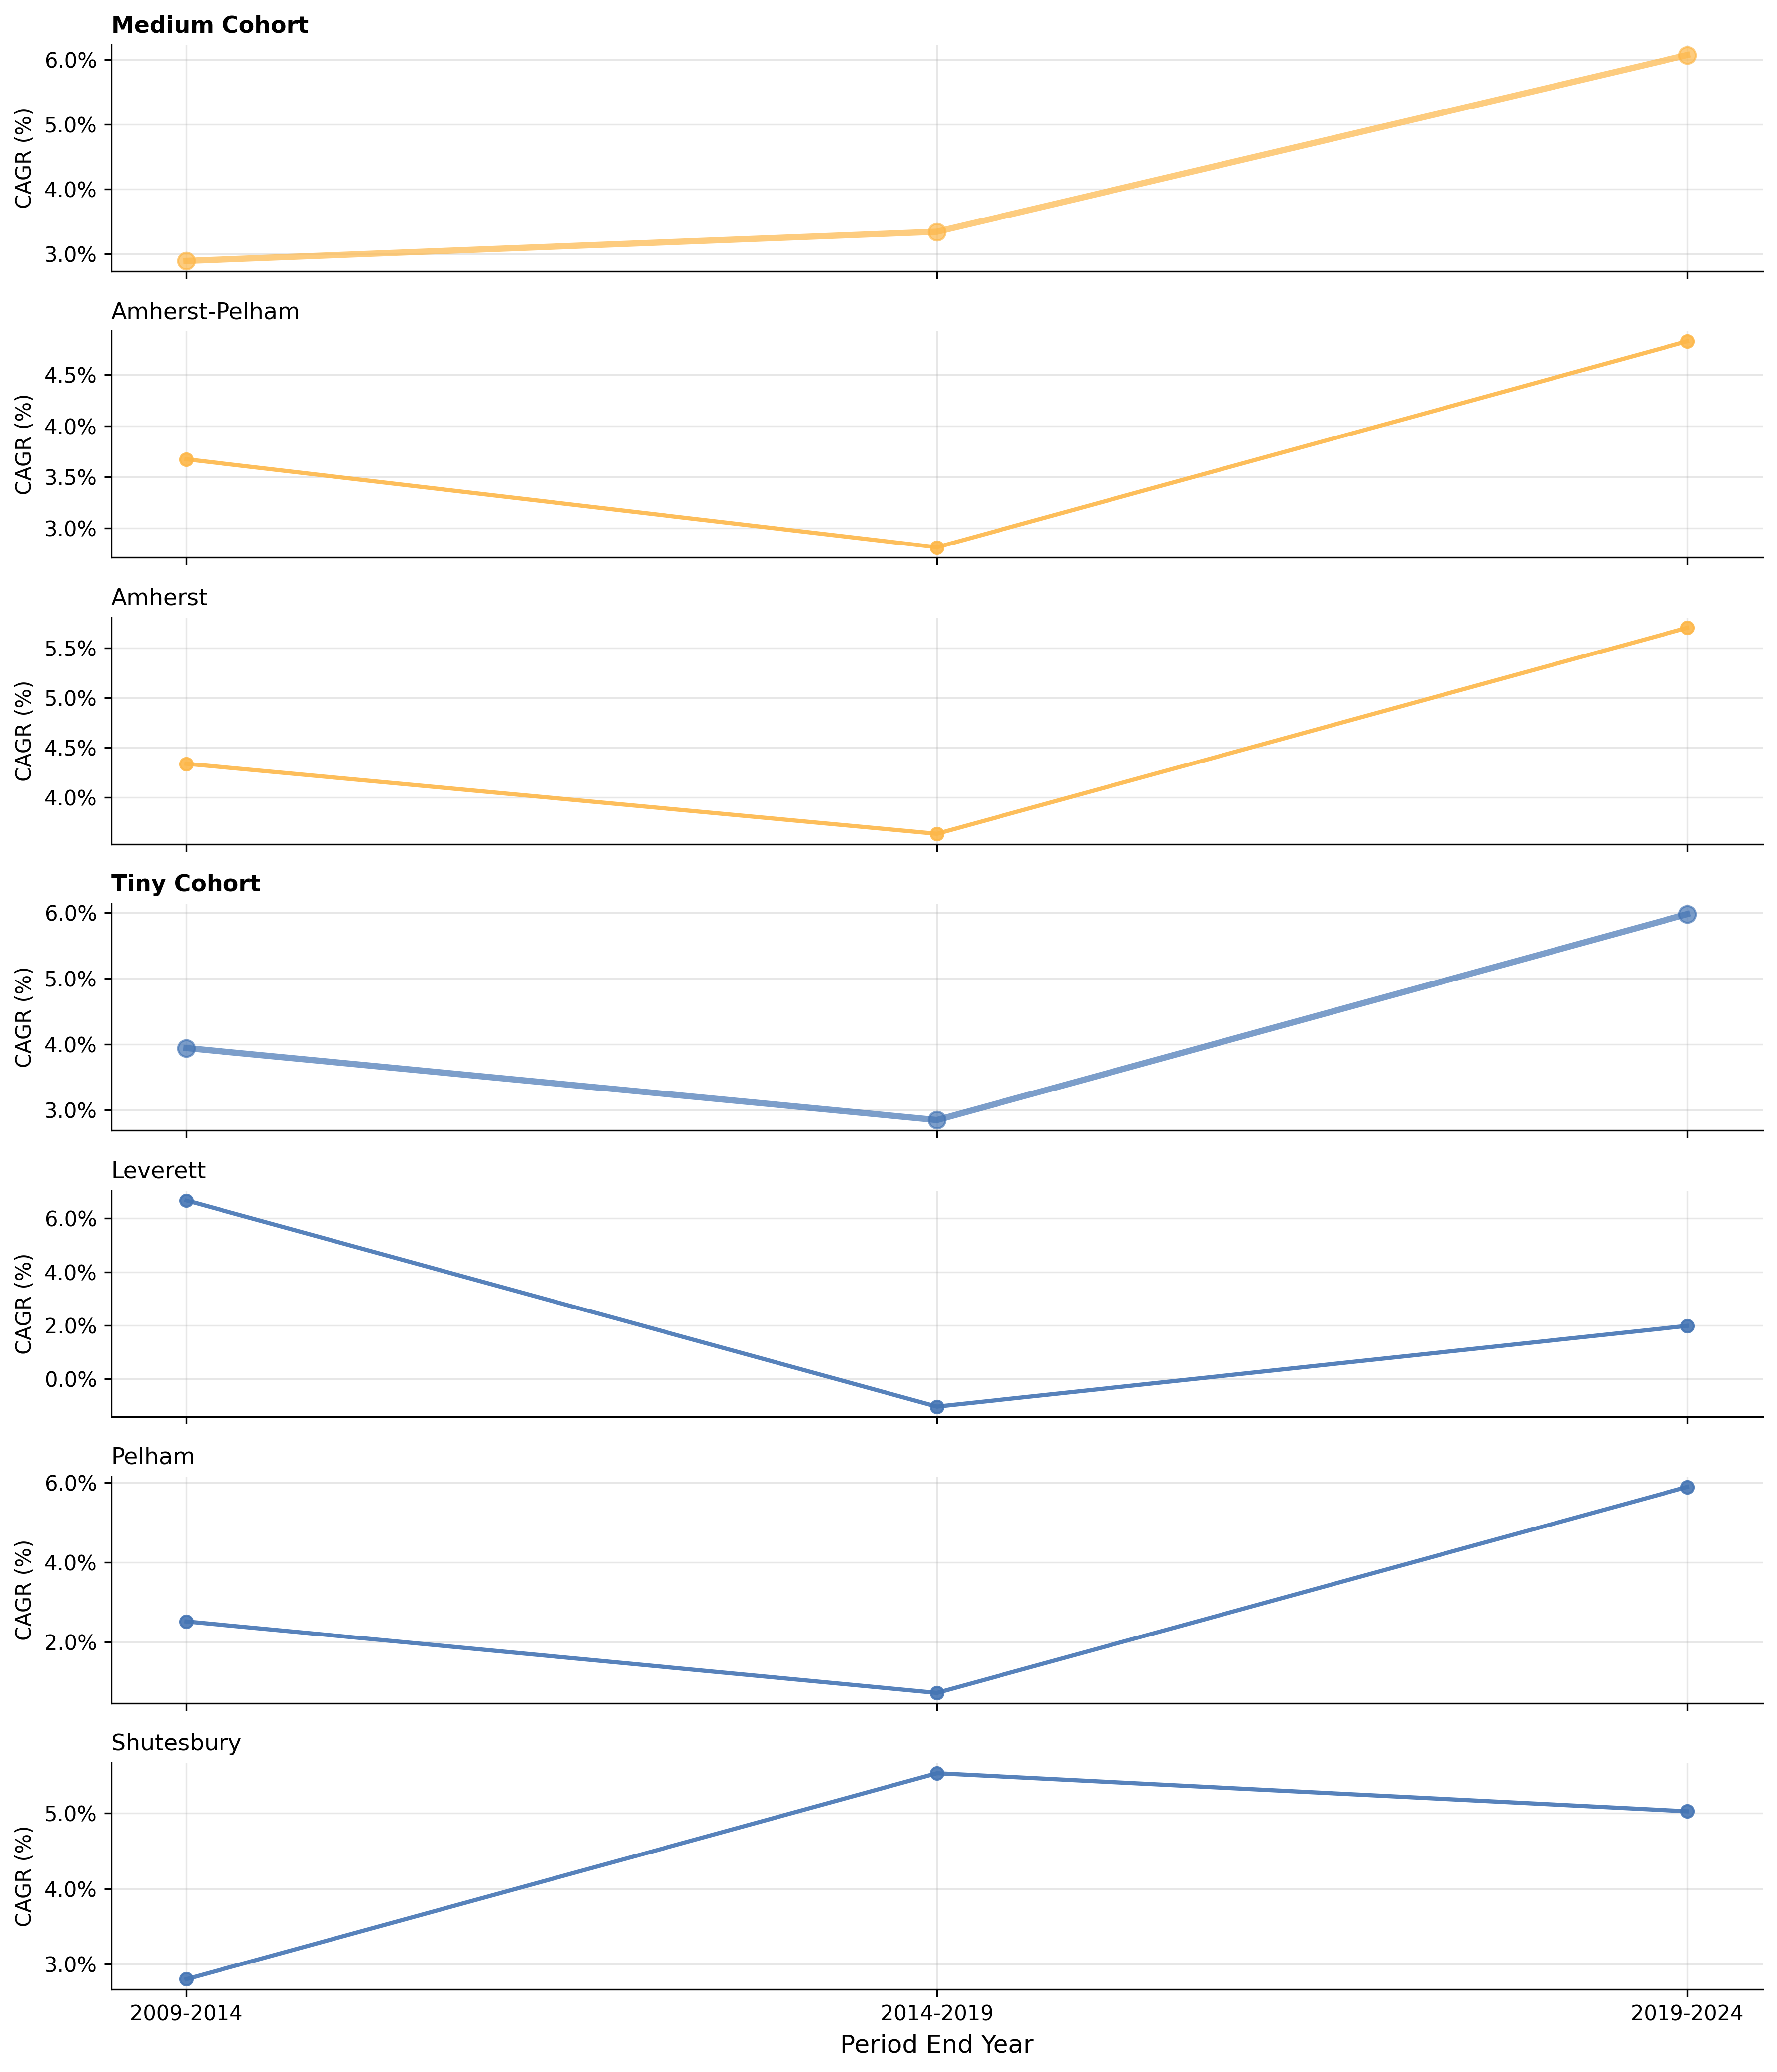 Medium Cohort
6.0%
5.0%
4.0%
3.0%
CAGR (%)
Amherst-Pelham
4.5%
4.0%
3.5%
3.0%
CAGR (%)
Amherst
5.5%
5.0%
4.5%
4.0%
CAGR (%)
Tiny Cohort
6.0%
5.0%
4.0%
3.0%
CAGR (%)
Leverett
6.0%
4.0%
2.0%
0.0%
CAGR (%)
Pelham
6.0%
4.0%
2.0%
CAGR (%)
Shutesbury
5.0%
4.0%
3.0%
CAGR (%)
2009-2014
2014-2019
2019-2024
Period End Year